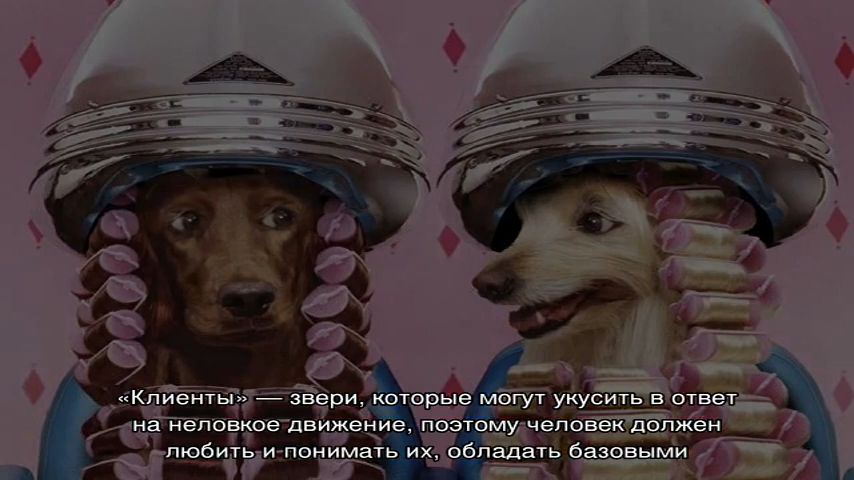 «Клиенты» — звери, которые могут укусить в ответ
на неловкое движение, поэтому человек должен
любить и понимать их, обладать базовыми